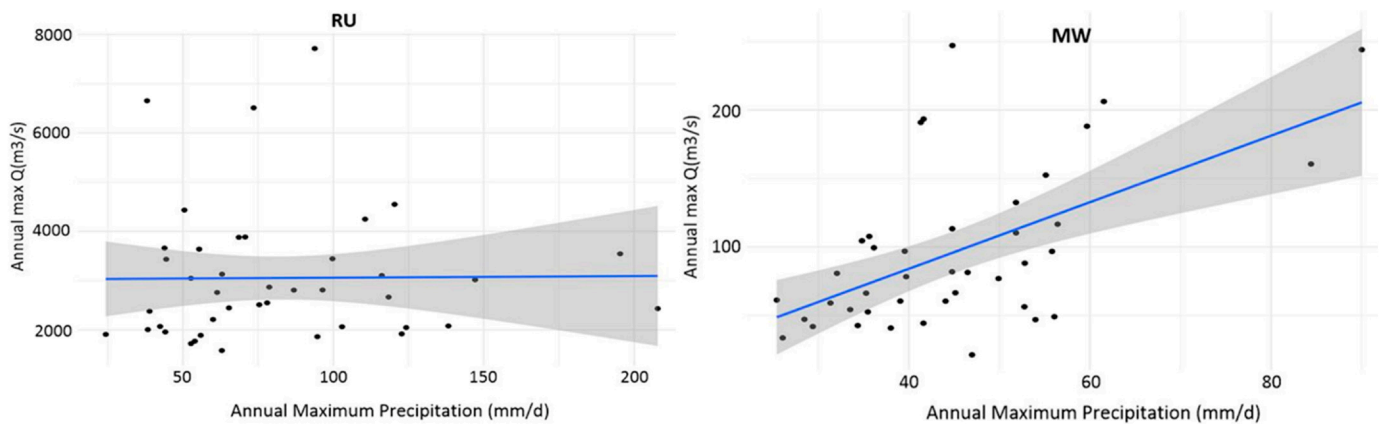 RU
8000
6000
4000
2000
Annual max Q(m3/s)
50 100 150 200
Annual Maximum Precipitation (mm/d)
MW
200
100
Annual max Q(m3/s)
40 60 80
Annual Maximum Precipitation (mm/d)